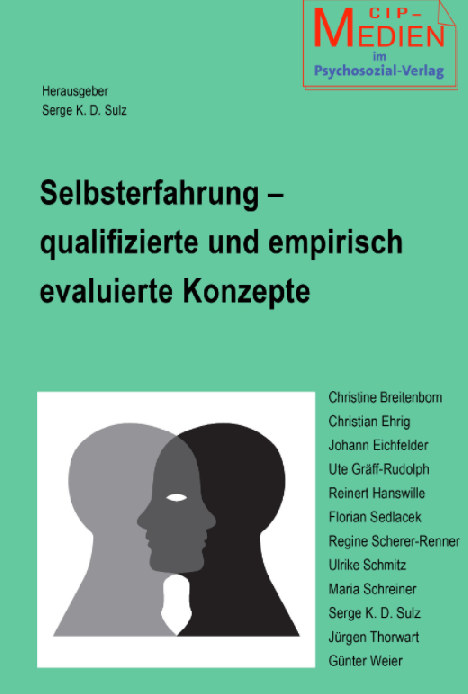 CIP-
MEDIEN
im
Psychosozial-Verlag
Herausgeber
Serge K. D. Sulz
Selbsterfahrung –
qualifizierte und empirisch
evaluierte Konzepte
Christine Breitenborn
Christian Ehrig
Johann Eichfelder
Ute Gräff-Rudolph
Reinert Hanswille
Florian Sedlacek
Regine Scherer-Renner
Ulrike Schmitz
Maria Schreiner
Serge K. D. Sulz
Jürgen Thorwart
Günter Weier